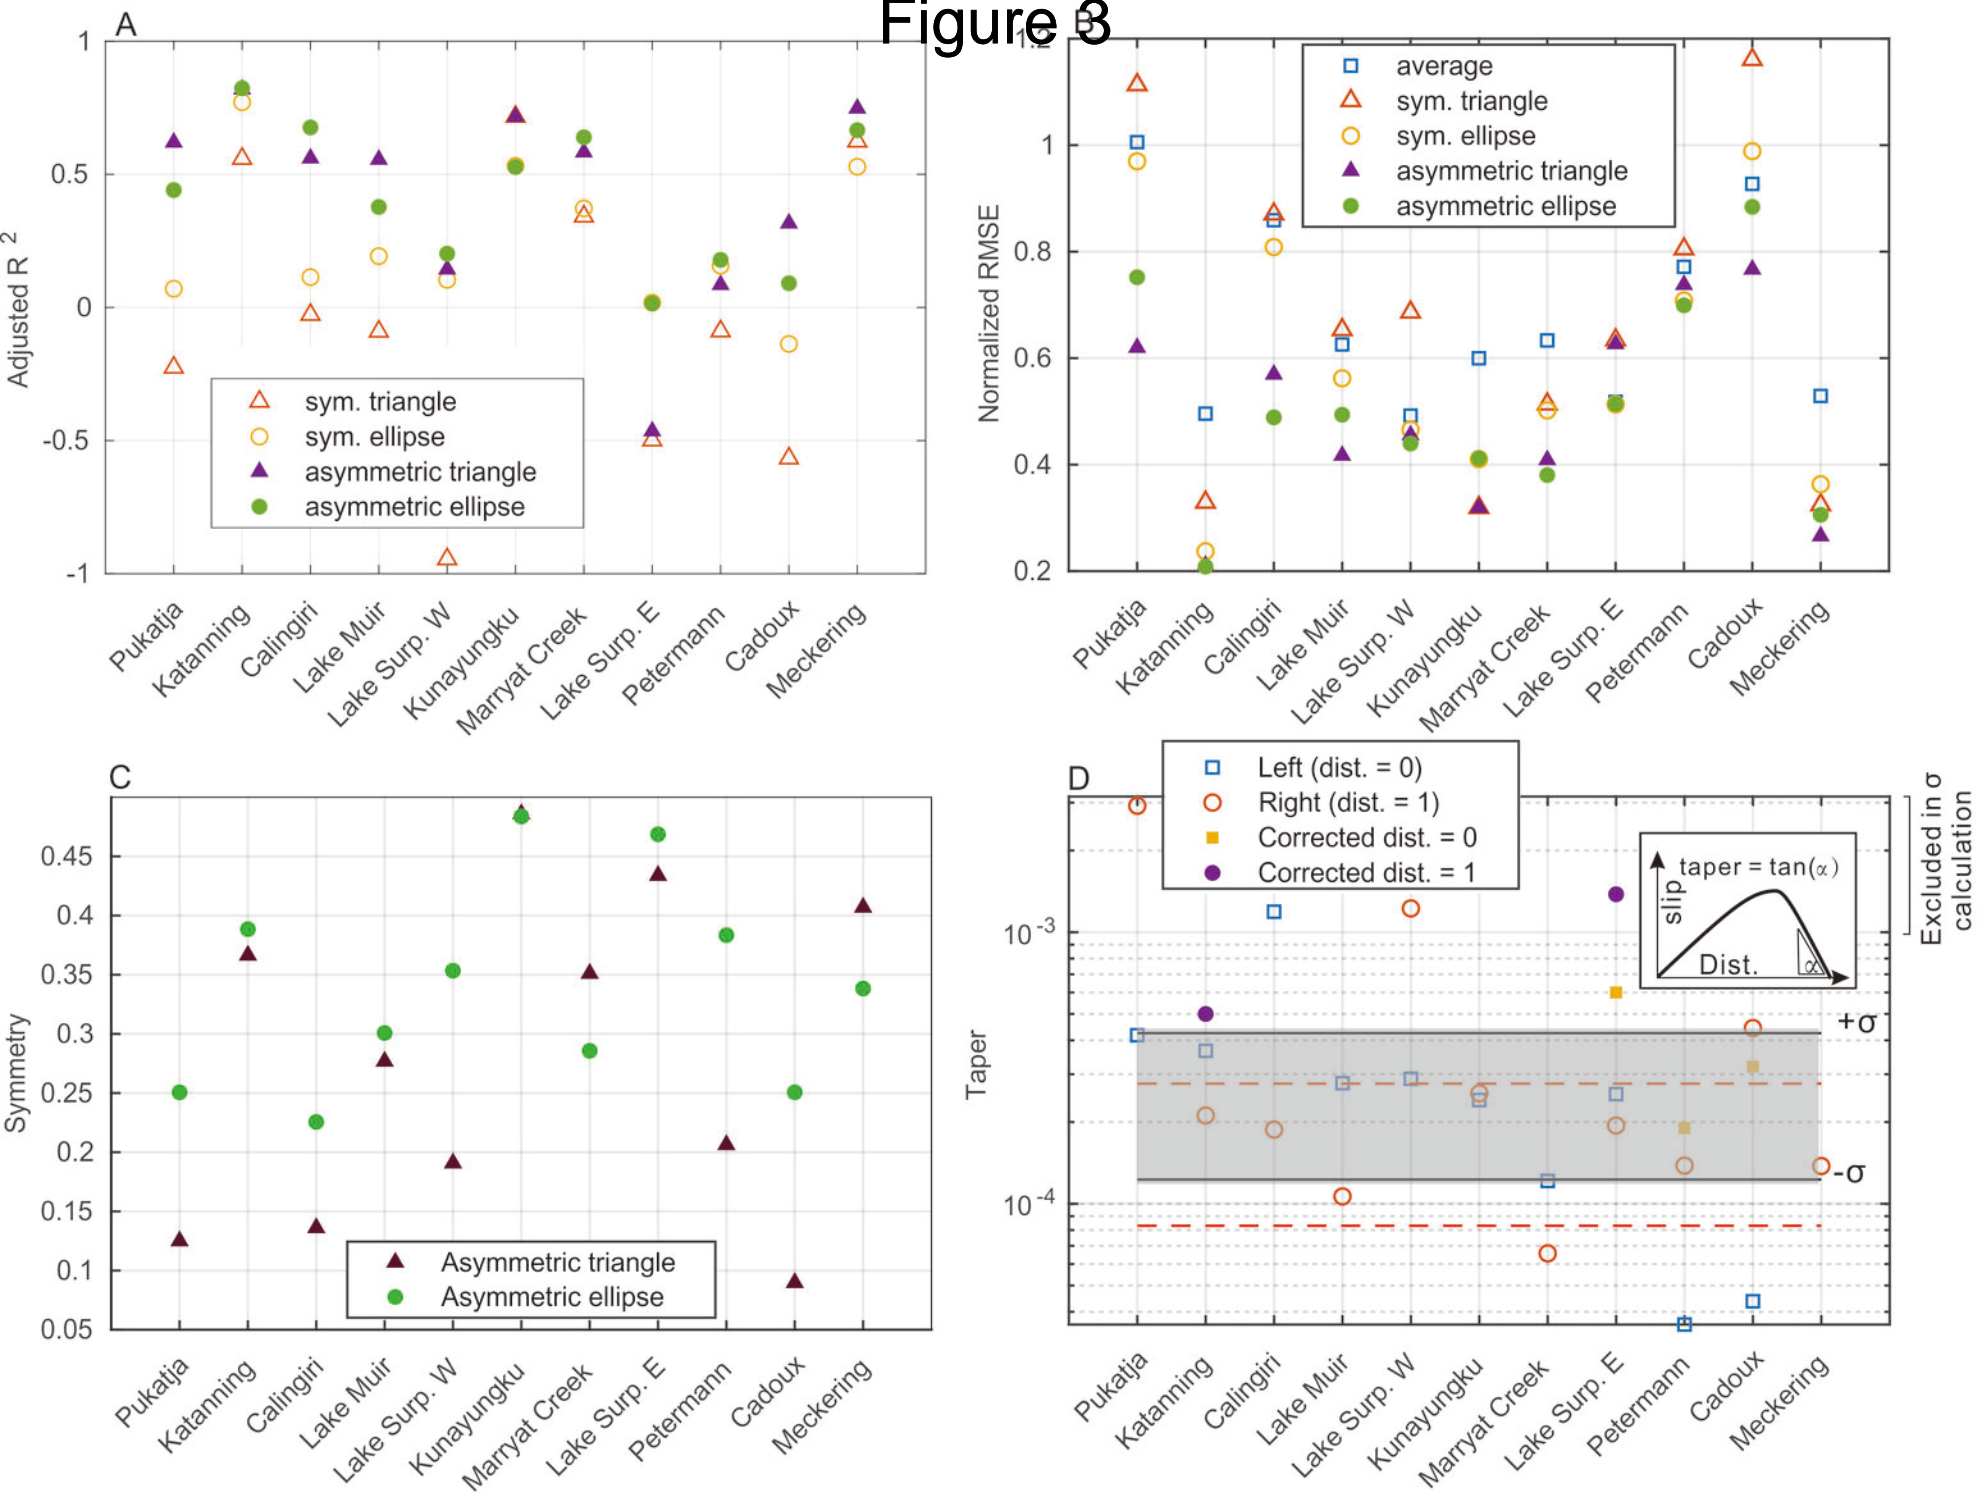 Figure 3
A
1
0.5
0
-0.5
-1
Adjusted R 2
sym. triangle
sym. ellipse
asymmetric triangle
asymmetric ellipse
Pukatja
Katanning
Calingiri
Lake Muir
Lake Surp. W
Kunayungku
Marryat Creek
Lake Surp. E
Petermann
Cadoux
Meckering
B
1.2
1
0.8
0.6
0.4
0.2
Normalized RMSE
average
sym. triangle
sym. ellipse
asymmetric triangle
asymmetric ellipse
Pukatja
Katanning
Calingiri
Lake Muir
Lake Surp. W
Kunayungku
Marryat Creek
Lake Surp. E
Petermann
Cadoux
Meckering
C
0.45
0.4
0.35
0.3
0.25
0.2
0.15
0.1
0.05
Symmetry
Asymmetric triangle
Asymmetric ellipse
Pukatja
Katanning
Calingiri
Lake Muir
Lake Surp. W
Kunayungku
Marryat Creek
Lake Surp. E
Petermann
Cadoux
Meckering
D
Left (dist. = 0)
Right (dist. = 1)
Corrected dist. = 0
Corrected dist. = 1
10-3
10-4
Taper
taper = tan(α)
slip
Dist.
α
+σ
-σ
Excluded in σ
calculation
Pukatja
Katanning
Calingiri
Lake Muir
Lake Surp. W
Kunayungku
Marryat Creek
Lake Surp. E
Petermann
Cadoux
Meckering